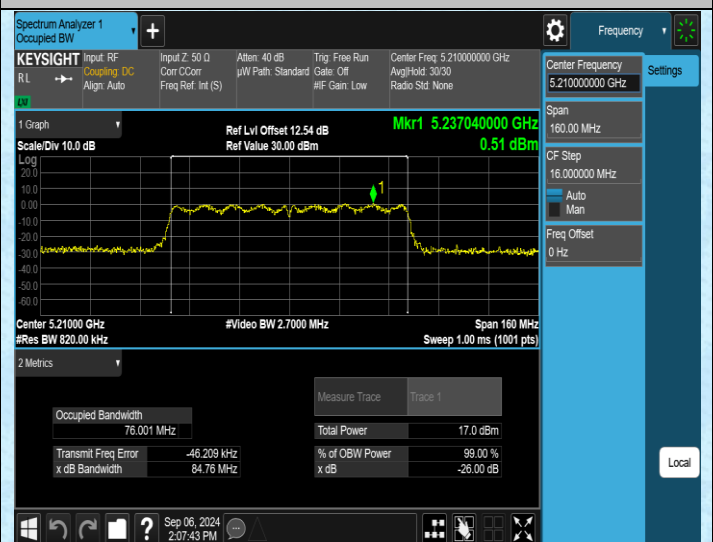 Spectrum Analyzer 1
Occupied BW
Frequency
KEYSIGHT
RL
LXI
Input: RF
Coupling: DC
Align: Auto
Input Z: 50 Ω
Corr CCorr
Freq Ref: Int (S)
Atten: 40 dB
µW Path: Standard
Trig: Free Run
Gate: Off
#IF Gain: Low
Center Freq: 5.210000000 GHz
Avg|Hold: 30/30
Radio Std: None
Center Frequency
5.210000000 GHz
Settings
Span
160.00 MHz
CF Step
16.000000 MHz
Auto
Man
Freq Offset
0 Hz
Local
1 Graph
Scale/Div 10.0 dB
Ref Lvl Offset 12.54 dB
Ref Value 30.00 dBm
Mkr1 5.237040000 GHz
0.51 dBm
Log
20.0
10.0
0.00
-10.0
-20.0
-30.0
-40.0
-50.0
-60.0
1
Center 5.21000 GHz
#Res BW 820.00 kHz
#Video BW 2.7000 MHz
Span 160 MHz
Sweep 1.00 ms (1001 pts)
2 Metrics
Measure Trace Trace 1
Occupied Bandwidth
76.001 MHz
Total Power 17.0 dBm
Transmit Freq Error -46.209 kHz
% of OBW Power 99.00 %
x dB Bandwidth 84.76 MHz
x dB -26.00 dB
Sep 06, 2024
2:07:43 PM